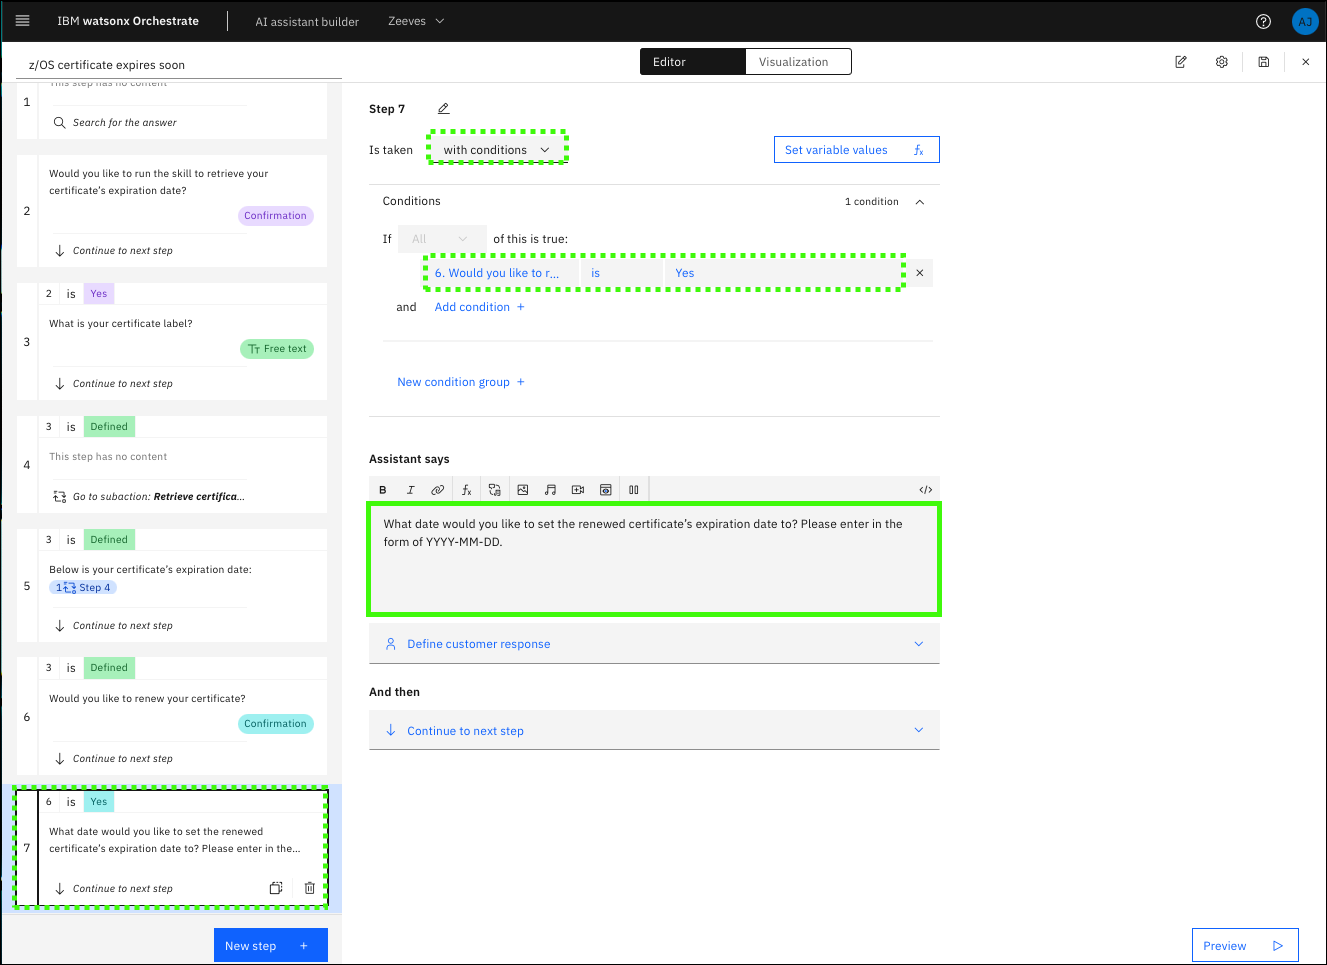 IBM watsonx Orchestrate
AI assistant builder
Zeeves
AJ
z/OS certificate expires soon
Editor
Visualization
1
This step has no content
Search for the answer
2
Would you like to run the skill to retrieve your
certificate's expiration date?
Confirmation
Continue to next step
2 is Yes
3
What is your certificate label?
Free text
Continue to next step
3 is Defined
4
This step has no content
Go to subaction: Retrieve certifica...
3 is Defined
5
Below is your certificate's expiration date:
1 Step 4
Continue to next step
3 is Defined
6
Would you like to renew your certificate?
Confirmation
Continue to next step
6 is Yes
7
What date would you like to set the renewed
certificate's expiration date to? Please enter in the...
Continue to next step
New step +
Step 7
Is taken
with conditions
Set variable values fx
Conditions
1 condition
If All of this is true:
6. Would you like to r... is Yes
and Add condition +
New condition group +
Assistant says
B I fx </>
What date would you like to set the renewed certificate's expiration date to? Please enter in the
form of YYYY-MM-DD.
Define customer response
And then
Continue to next step
Preview